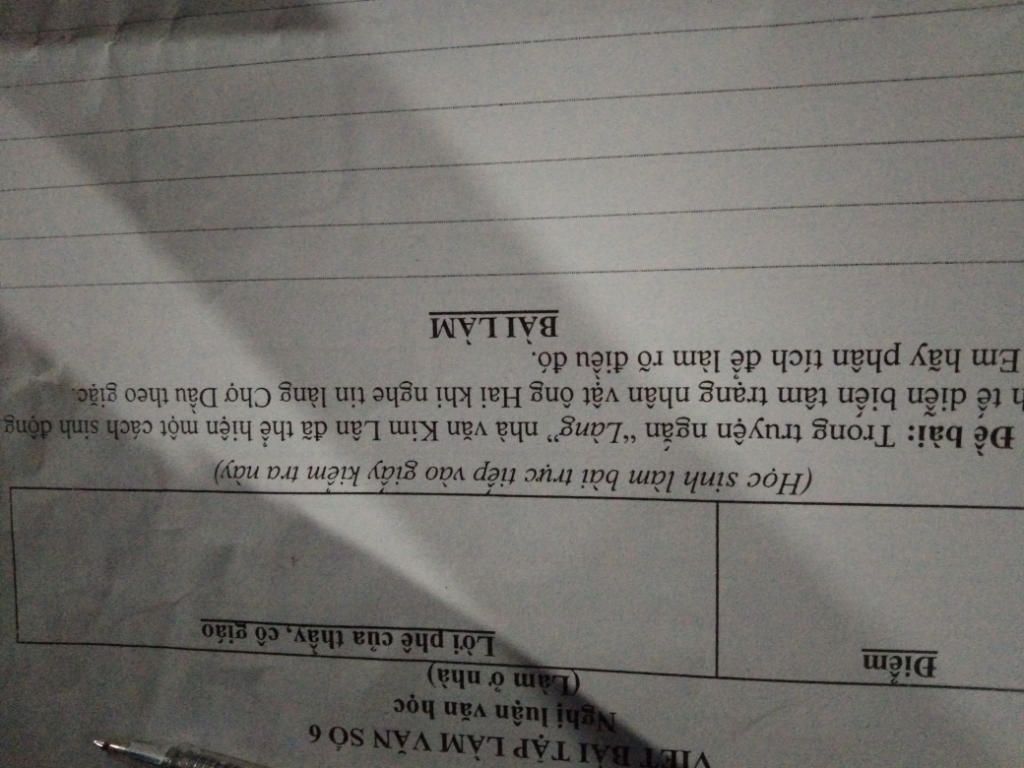 VIẾT BÀI TẬP LÀM VĂN SỐ 6
Nghị luận văn học
(Làm ở nhà)
Điểm
Lời phê của thầy, cô giáo
(Học sinh làm bài trực tiếp vào giấy kiểm tra này)
Đề bài: Trong truyện ngắn “Làng” nhà văn Kim Lân đã thể hiện một cách sinh động
tế diễn biến tâm trạng nhân vật ông Hai khi nghe tin làng Chợ Dầu theo giặc.
Em hãy phân tích để làm rõ điều đó.
BÀI LÀM